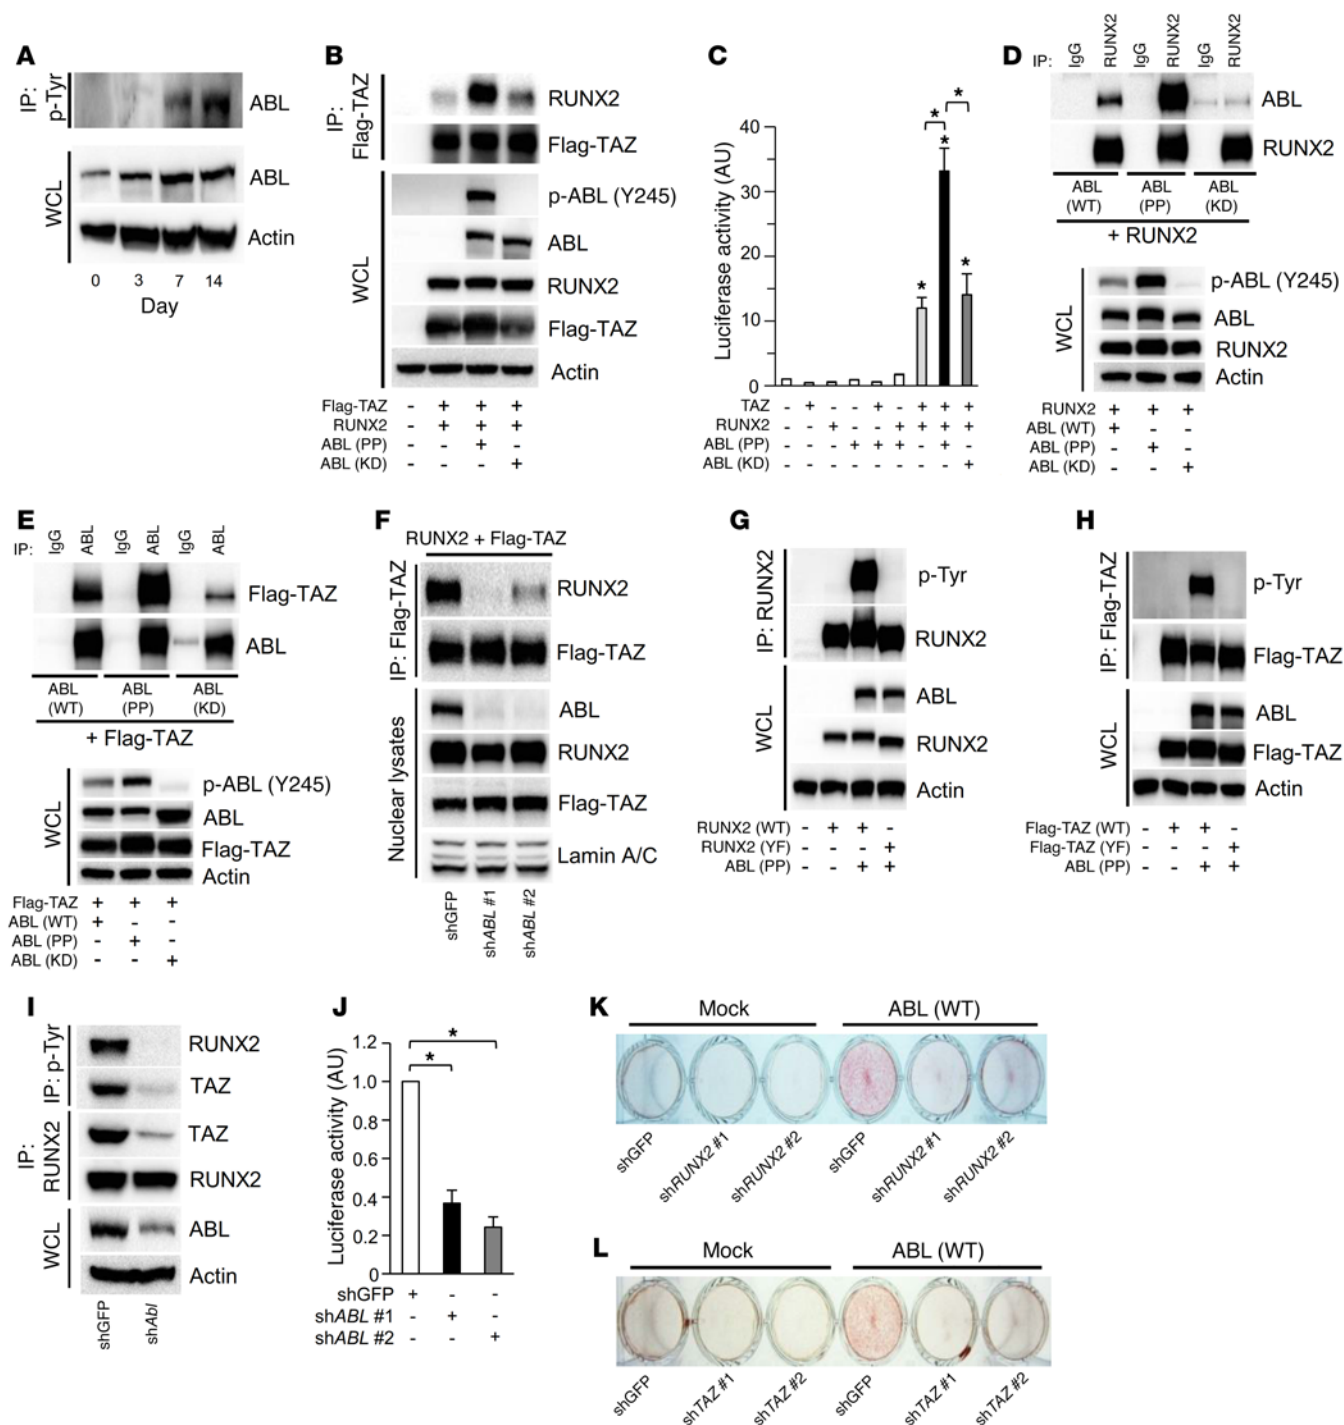 A
IP:
p-Tyr
ABL
WCL
ABL
Actin
0 3 7 14
Day
B
IP:
Flag-TAZ
RUNX2
Flag-TAZ
WCL
p-ABL (Y245)
ABL
RUNX2
Flag-TAZ
Actin
Flag-TAZ - + + +
RUNX2 - + + +
ABL (PP) - - + -
ABL (KD) - - - +
C
Luciferase activity (AU)
40
30
20
10
0
* * * * *
TAZ - + - - + - + + +
RUNX2 - - + - - + + + +
ABL (PP) - - - + + + - + -
ABL (KD) - - - - - - - - +
D
IP: IgG RUNX2 IgG RUNX2 IgG RUNX2
ABL
RUNX2
ABL (WT) ABL (PP) ABL (KD)
+ RUNX2
WCL
p-ABL (Y245)
ABL
RUNX2
Actin
RUNX2 + + +
ABL (WT) + - -
ABL (PP) - + -
ABL (KD) - - +
E
IP: IgG ABL IgG ABL IgG ABL
Flag-TAZ
ABL
ABL (WT) ABL (PP) ABL (KD)
+ Flag-TAZ
WCL
p-ABL (Y245)
ABL
Flag-TAZ
Actin
Flag-TAZ + + +
ABL (WT) + - -
ABL (PP) - + -
ABL (KD) - - +
F
RUNX2 + Flag-TAZ
IP: Flag-TAZ
RUNX2
Flag-TAZ
Nuclear lysates
ABL
RUNX2
Flag-TAZ
Lamin A/C
shGFP shABL #1 shABL #2
G
IP: RUNX2
p-Tyr
RUNX2
WCL
ABL
RUNX2
Actin
RUNX2 (WT) - + + -
RUNX2 (YF) - - - +
ABL (PP) - - + +
H
IP: Flag-TAZ
p-Tyr
Flag-TAZ
WCL
ABL
Flag-TAZ
Actin
Flag-TAZ (WT) - + + -
Flag-TAZ (YF) - - - +
ABL (PP) - - + +
I
IP: p-Tyr
RUNX2
TAZ
IP:
RUNX2
TAZ
RUNX2
WCL
ABL
Actin
shGFP shAbl
J
Luciferase activity (AU)
1.2
1.0
0.8
0.6
0.4
0.2
0
* *
shGFP + - -
shABL #1 - + -
shABL #2 - - +
K
Mock ABL (WT)
shGFP shRUNX2 #1 shRUNX2 #2 shGFP shRUNX2 #1 shRUNX2 #2
L
Mock ABL (WT)
shGFP shTAZ #1 shTAZ #2 shGFP shTAZ #1 shTAZ #2